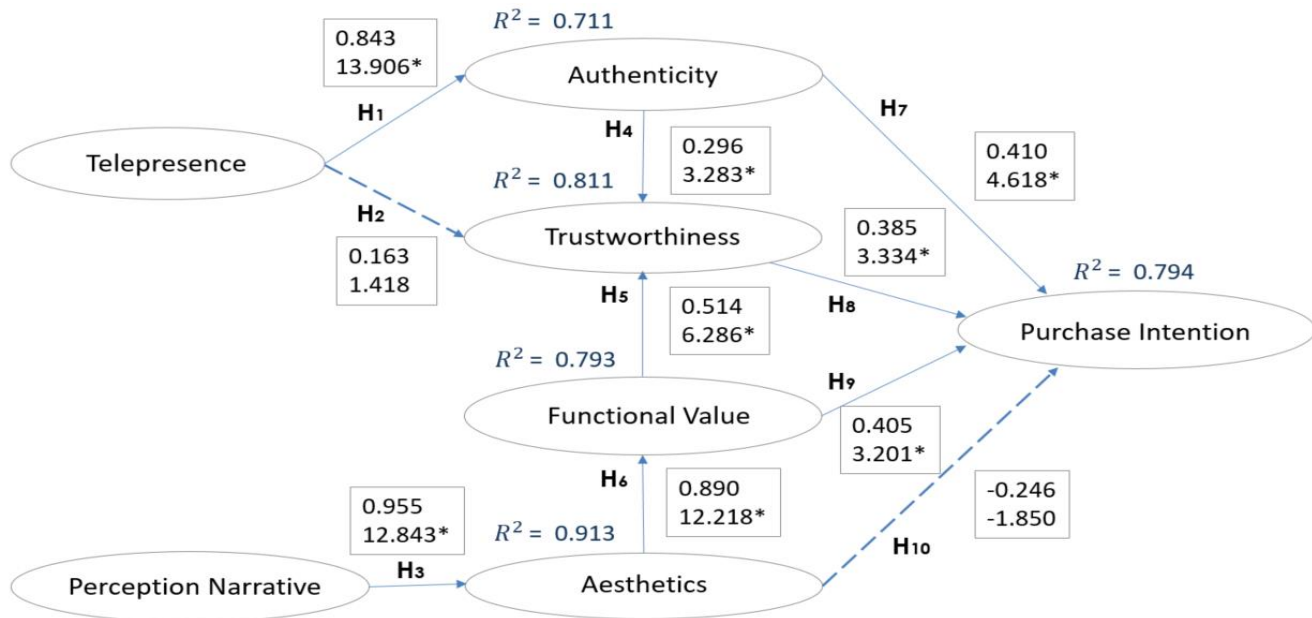 R² = 0.711
0.843
13.906*
Authenticity
H₁
H₇
Telepresence
H₄
0.296
3.283*
0.410
4.618*
R² = 0.811
H₂
Trustworthiness
0.163
1.418
0.385
3.334*
R² = 0.794
H₅
0.514
6.286*
H₈
Purchase Intention
R² = 0.793
H₉
Functional Value
0.405
3.201*
H₆
0.890
12.218*
-0.246
-1.850
0.955
12.843*
R² = 0.913
H₁₀
Perception Narrative
H₃
Aesthetics